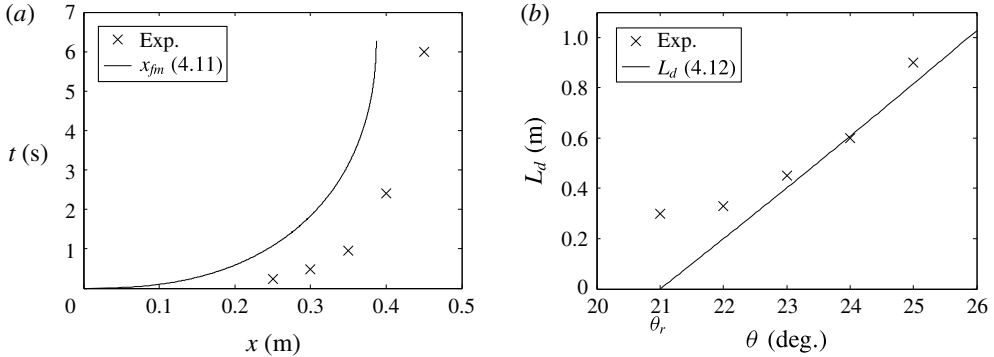 (a)
7
6
5
4
3
2
1
0
t (s)
× Exp.
x_fm (4.11)
0.1
0.2
0.3
0.4
0.5
x (m)
(b)
1.0
0.8
0.6
0.4
0.2
0
L_d (m)
× Exp.
L_d (4.12)
20
21
22
23
24
25
26
θ_r
θ (deg.)